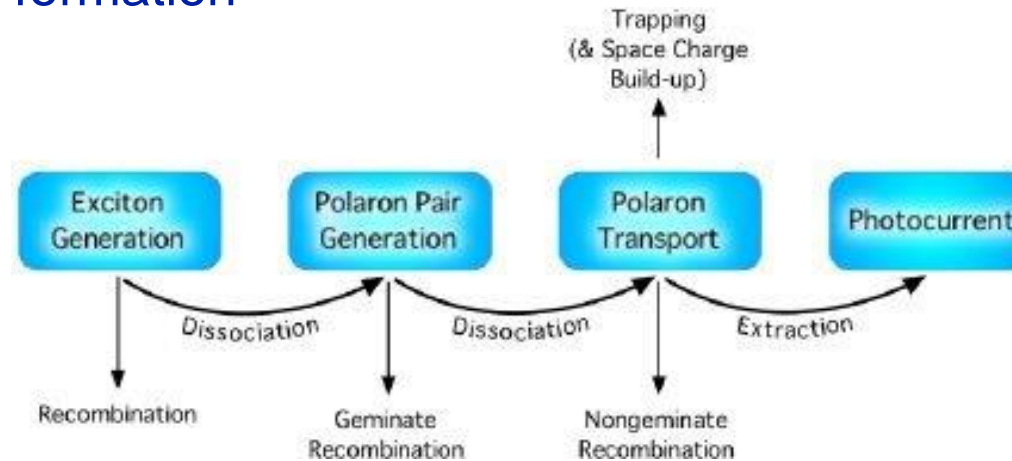 formation
Trapping
(& Space Charge
Build-up)
Exciton
Generation
Polaron Pair
Generation
Polaron
Transport
Photocurrent
Dissociation
Dissociation
Extraction
Recombination
Geminate
Recombination
Nongeminate
Recombination